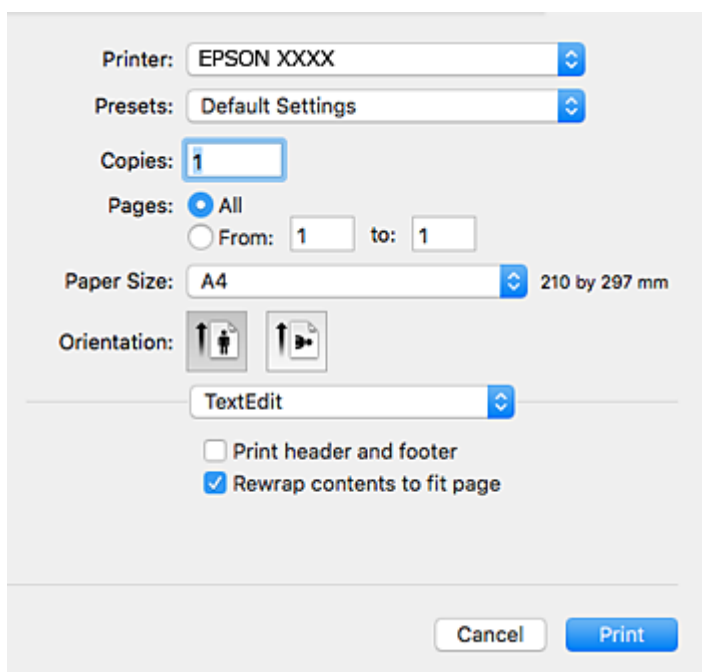 Printer: EPSON XXXX
Presets: Default Settings
Copies: 1
Pages: All
From: 1 to: 1
Paper Size: A4 210 by 297 mm
Orientation:
TextEdit
Print header and footer
Rewrap contents to fit page
Cancel Print